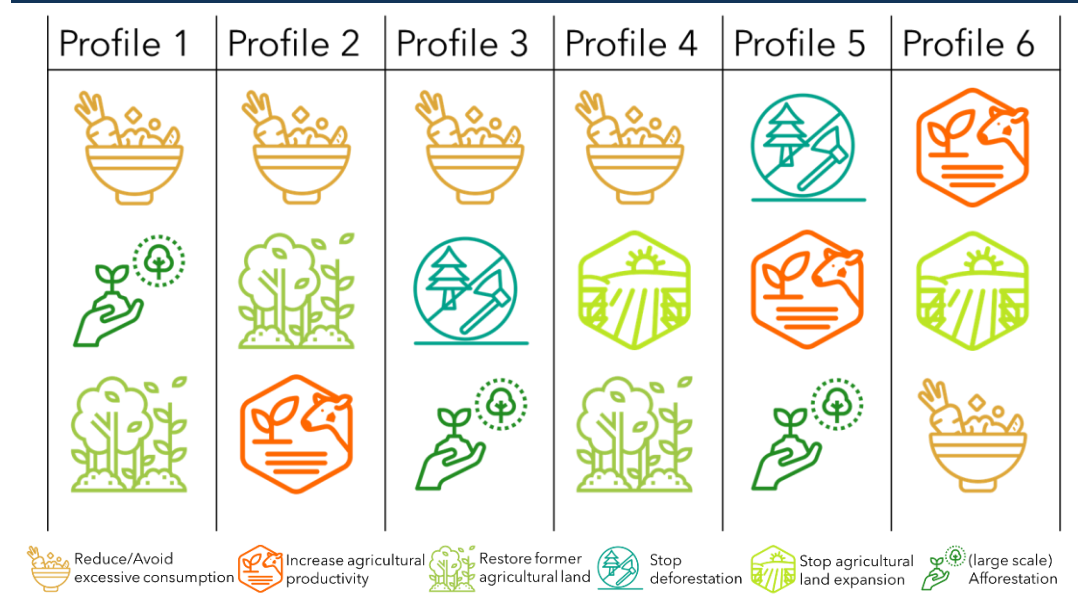 Profile 1 Profile 2 Profile 3 Profile 4 Profile 5 Profile 6
Reduce/Avoid
excessive consumption
Increase agricultural
productivity
Restore former
agricultural land
Stop
deforestation
Stop agricultural
land expansion
(large scale)
Afforestation